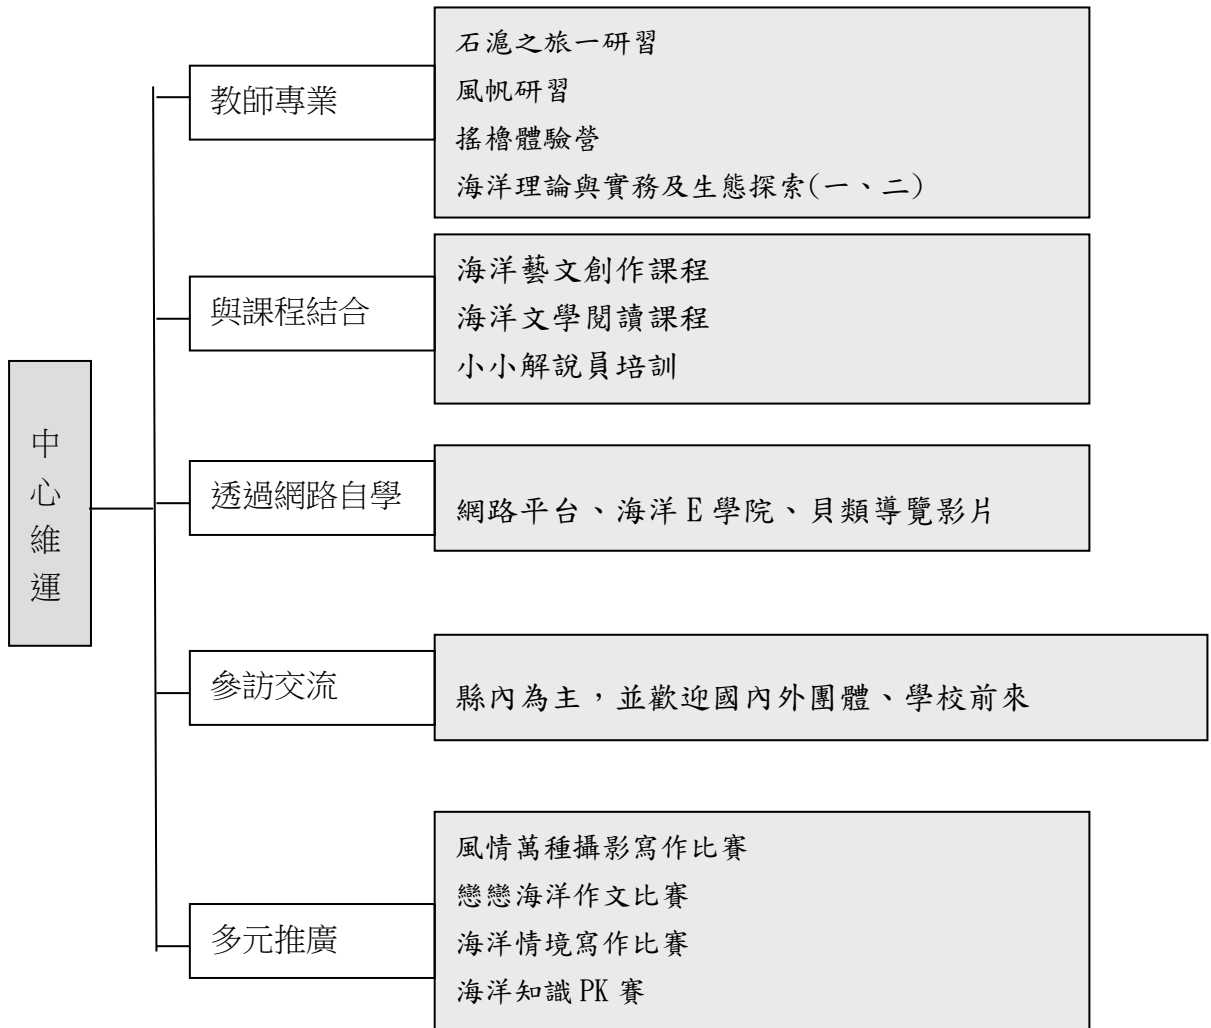 中心維運
教師專業
石滬之旅一研習
風帆研習
搖櫓體驗營
海洋理論與實務及生態探索(一、二)
與課程結合
海洋藝文創作課程
海洋文學閱讀課程
小小解說員培訓
透過網路自學
網路平台、海洋 E 學院、貝類導覽影片
參訪交流
縣內為主，並歡迎國內外團體、學校前來
多元推廣
風情萬種攝影寫作比賽
戀戀海洋作文比賽
海洋情境寫作比賽
海洋知識 PK 賽